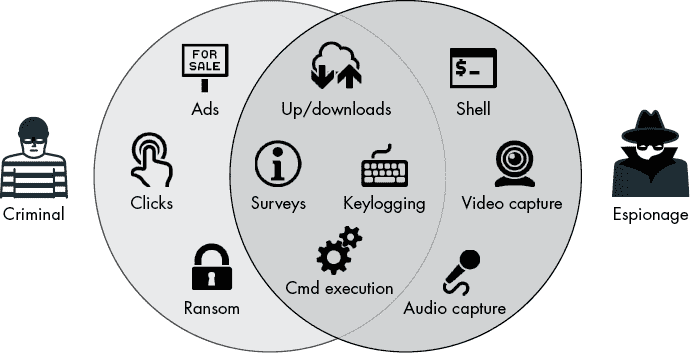 FOR
SALE
Ads
Up/downloads
$_
Shell
Criminal
Clicks
Surveys
Keylogging
Video capture
Espionage
Ransom
Cmd execution
Audio capture